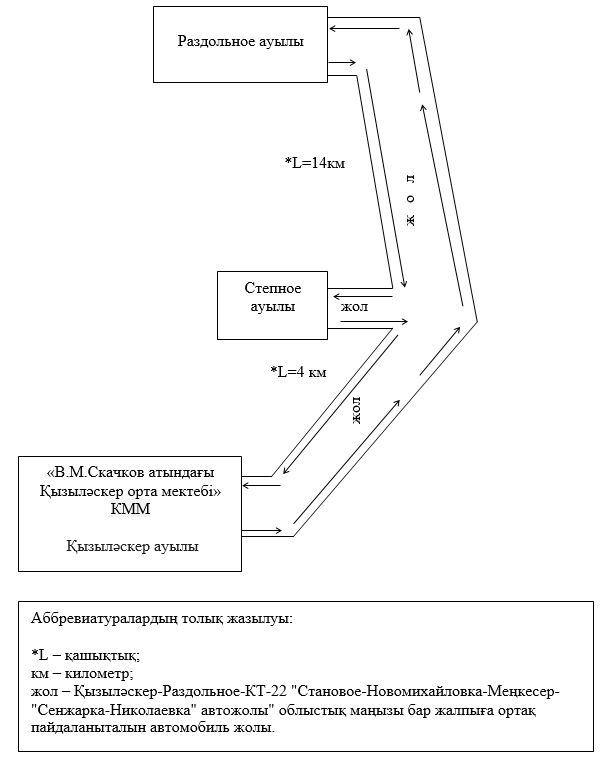 Раздольное ауылы
*L=14км
ж о л
Степное
ауылы
жол
*L=4 км
жол
«В.М.Скачков атындағы
Қызыләскер орта мектебі»
КММ
Қызыләскер ауылы
Аббревиатуралардың толық жазылуы:
*L – қашықтық;
км – километр;
жол – Қызыләскер-Раздольное-КТ-22 "Становое-Новомихайловка-Меңкесер-
"Сенжарка-Николаевка" автожолы" облыстық маңызы бар жалпыға ортақ
пайдаланыталын автомобиль жолы.